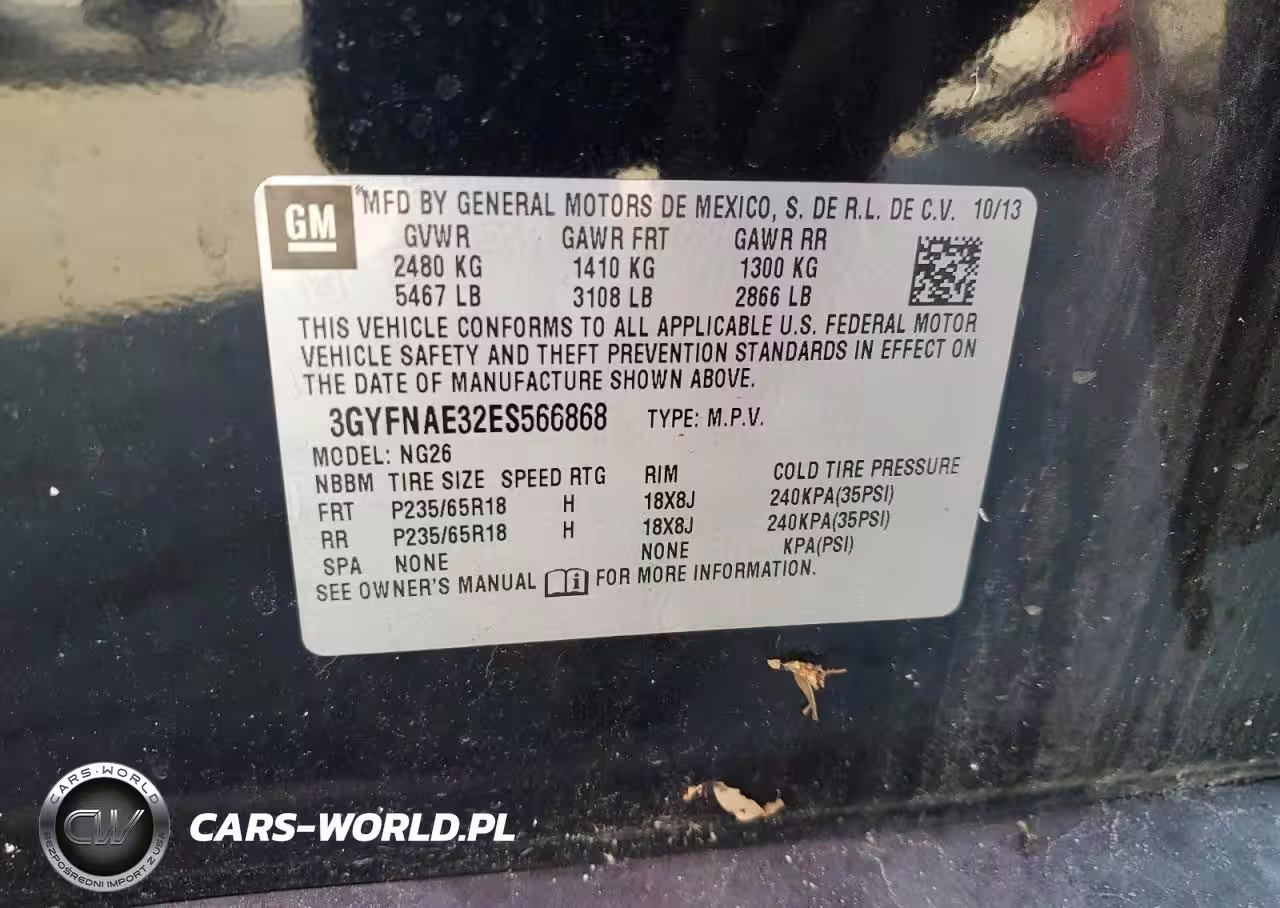 GM
®MFD BY GENERAL MOTORS DE MEXICO, S. DE R.L. DE C.V. 10/13
GVWR GAWR FRT GAWR RR
2480 KG 1410 KG 1300 KG
5467 LB 3108 LB 2866 LB
THIS VEHICLE CONFORMS TO ALL APPLICABLE U.S. FEDERAL MOTOR
VEHICLE SAFETY AND THEFT PREVENTION STANDARDS IN EFFECT ON
THE DATE OF MANUFACTURE SHOWN ABOVE.
3GYFNAE32ES566868 TYPE: M.P.V.
MODEL: NG26
NBBM TIRE SIZE SPEED RTG RIM COLD TIRE PRESSURE
FRT P235/65R18 H 18X8J 240KPA(35PSI)
RR P235/65R18 H 18X8J 240KPA(35PSI)
SPA NONE NONE KPA(PSI)
SEE OWNER'S MANUAL i FOR MORE INFORMATION.
CARS-WORLD
CW
BEZPOŚREDNI IMPORT Z USA
CARS-WORLD.PL